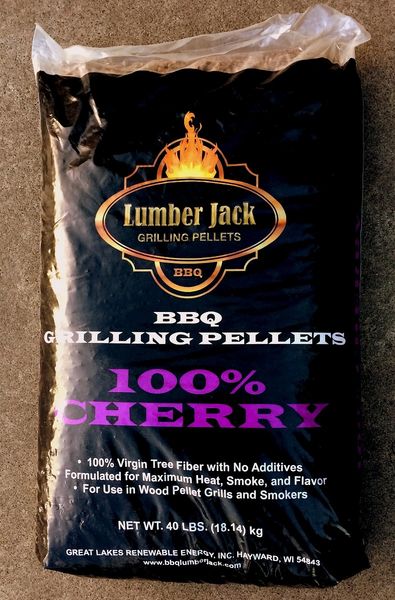 Lumber Jack
GRILLING PELLETS
BBQ
BBQ
GRILLING PELLETS
100%
CHERRY
• 100% Virgin Tree Fiber with No Additives
Formulated for Maximum Heat, Smoke, and Flavor
• For Use in Wood Pellet Grills and Smokers
NET WT. 40 LBS. (18.14) kg
GREAT LAKES RENEWABLE ENERGY, INC. HAYWARD, WI 54843
www.bbqlumberjack.com